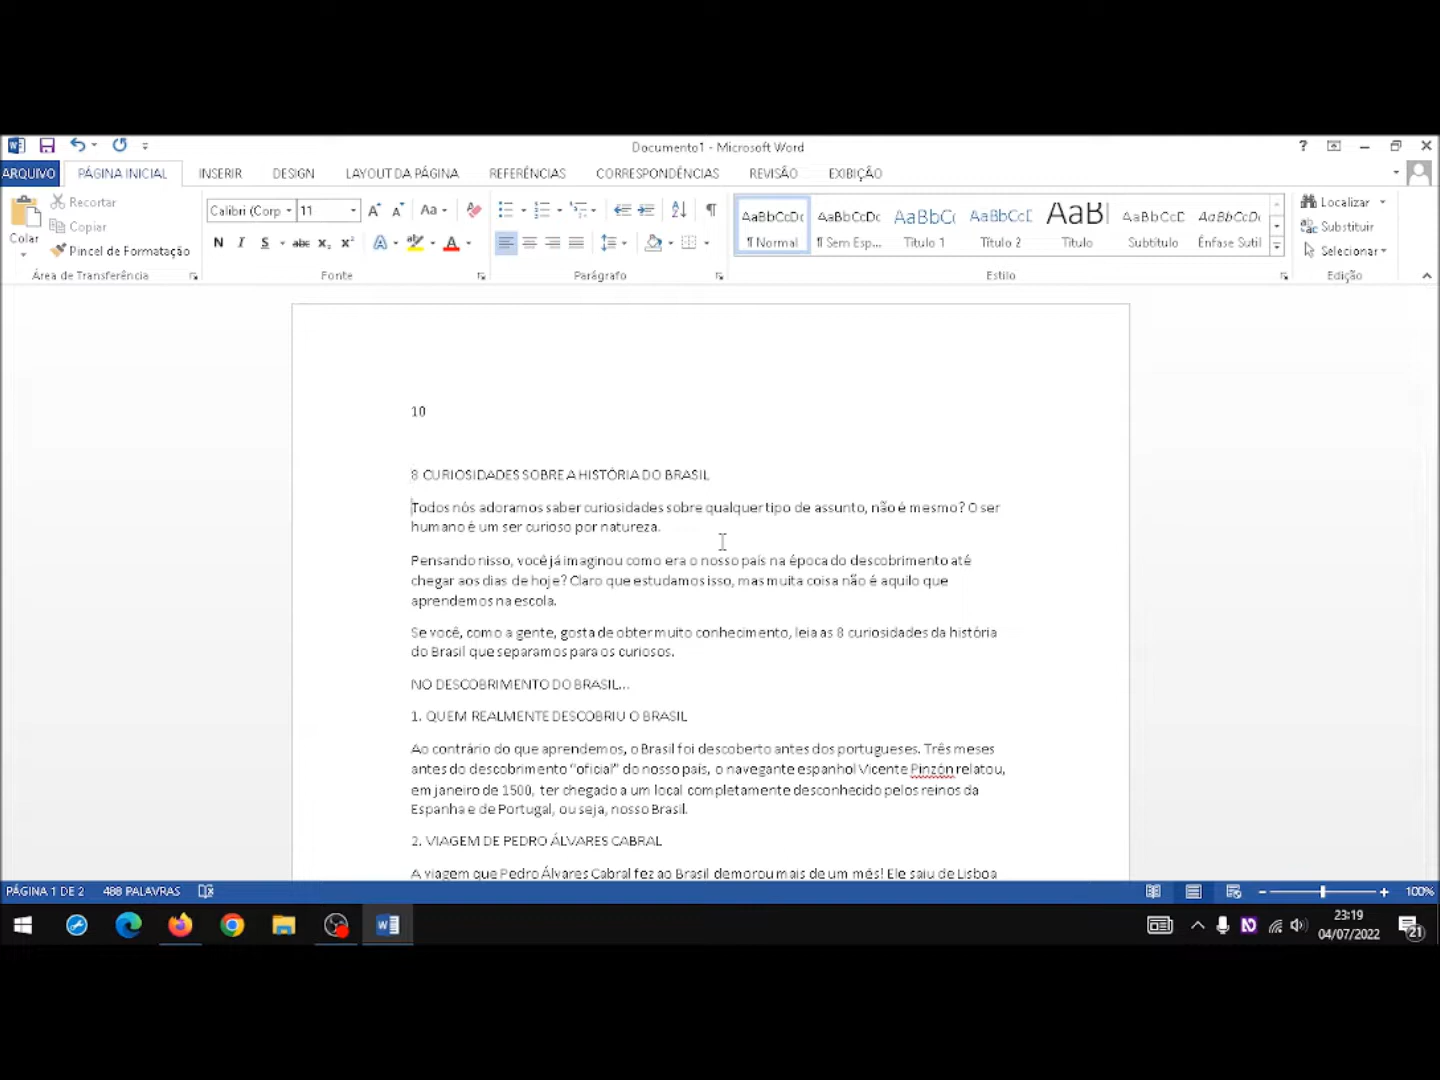 Documento1 - Microsoft Word
ARQUIVO PÁGINA INICIAL INSERIR DESIGN LAYOUT DA PÁGINA REFERÊNCIAS CORRESPONDÊNCIAS REVISÃO EXIBIÇÃO
Colar
Recortar
Copiar
Pincel de Formatação
Área de Transferência
Calibri (Corp 11
Aa
N I S abc x₂ x²
Fonte
Parágrafo
AaBbCcDc AaBbCcDc AaBbC( AaBbCcD AaB AaBbCcD AaBbCcDc
¶ Normal ¶ Sem Esp... Título 1 Título 2 Título Subtítulo Ênfase Sutil
Estilo
Localizar
Substituir
Selecionar
Edição
10
8 CURIOSIDADES SOBRE A HISTÓRIA DO BRASIL
Todos nós adoramos saber curiosidades sobre qualquer tipo de assunto, não é mesmo? O ser
humano é um ser curioso por natureza.
Pensando nisso, você já imaginou como era o nosso país na época do descobrimento até
chegar aos dias de hoje? Claro que estudamos isso, mas muita coisa não é aquilo que
aprendemos na escola.
Se você, como a gente, gosta de obter muito conhecimento, leia as 8 curiosidades da história
do Brasil que separamos para os curiosos.
NO DESCOBRIMENTO DO BRASIL...
1. QUEM REALMENTE DESCOBRIU O BRASIL
Ao contrário do que aprendemos, o Brasil foi descoberto antes dos portugueses. Três meses
antes do descobrimento “oficial” do nosso país, o navegante espanhol Vicente Pinzón relatou,
em janeiro de 1500, ter chegado a um local completamente desconhecido pelos reinos da
Espanha e de Portugal, ou seja, nosso Brasil.
2. VIAGEM DE PEDRO ÁLVARES CABRAL
A viagem que Pedro Álvares Cabral fez ao Brasil demorou mais de um mês! Ele saiu de Lisboa
PÁGINA 1 DE 2 488 PALAVRAS 100%
23:19
04/07/2022
21